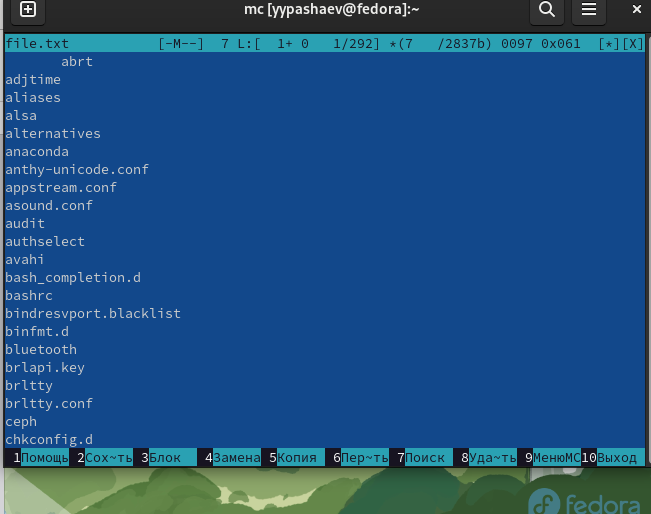 mc [yypashaev@fedora]:~
file.txt [-M--] 7 L:[ 1+ 0 1/292] *(7 /2837b) 0097 0x061 [*][X]
abrt
adjtime
aliases
alsa
alternatives
anaconda
anthy-unicode.conf
appstream.conf
asound.conf
audit
authselect
avahi
bash_completion.d
bashrc
bindresvport.blacklist
binfmt.d
bluetooth
brlapi.key
brltty
brltty.conf
ceph
chkconfig.d
1Помощь 2Сох~ть 3Блок 4Замена 5Копия 6Пер~ть 7Поиск 8Уда~ть 9МенюMC 10Выход
fedora